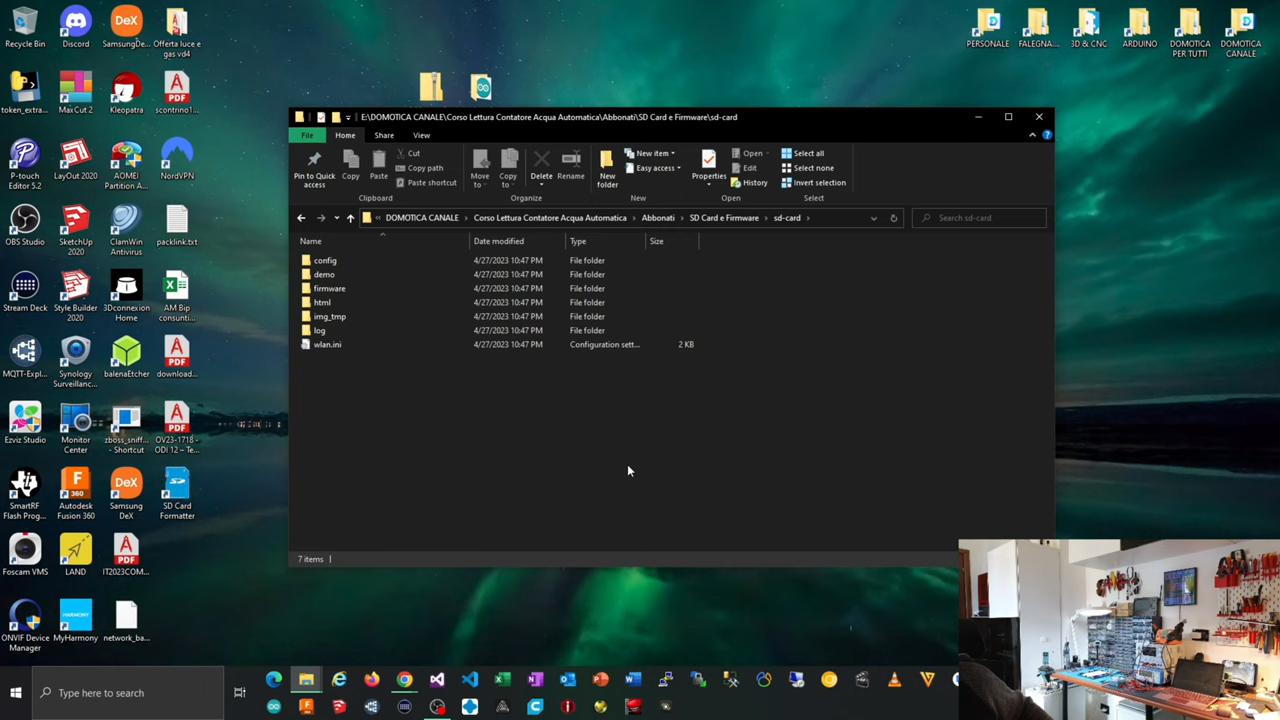 Recycle Bin
Discord
SamsungDe...
Offerta luce e
gas vd4
PERSONALE
FALEGNA...
3D & CNC
ARDUINO
DOMOTICA
PER TUTTI
DOMOTICA
CANALE
token_extra...
MaxCut 2
Kleopatra
PDF
scontrino1...
P-touch
Editor 5.2
LayOut 2020
AOMEI
Partition A...
NordVPN
OBS Studio
SketchUp
2020
ClamWin
Antivirus
packlink.txt
Stream Deck
Style Builder
2020
3Dconnexion
Home
AM Bip
consunti...
MQTT-Expl...
Synology
Surveillanc...
balenaEtcher
PDF
download...
Ezviz Studio
Monitor
Center
zboss_sniff...
- Shortcut
PDF
OV23-1718 -
ODI 12 – Te...
SmartRF
Flash Prog...
F
360
Autodesk
Fusion 360
DeX
Samsung
DeX
SD Card
Formatter
Foscam VMS
LAND
PDF
IT2023COM...
ONVIF Device
Manager
HARMONY
MyHarmony
network_ba...
E:\DOMOTICA CANALE\Corso Lettura Contatore Acqua Automatica\Abbonati\SD Card e Firmware\sd-card
File
Home
Share
View
Pin to Quick
access
Copy
Paste
Cut
Copy path
Paste shortcut
Clipboard
Move
to
Copy
to
Delete
Rename
Organize
New
folder
New item
Easy access
New
Properties
Open
Edit
History
Open
Select all
Select none
Invert selection
Select
« DOMOTICA CANALE > Corso Lettura Contatore Acqua Automatica > Abbonati > SD Card e Firmware > sd-card >
Search sd-card
Name
Date modified
Type
Size
config 4/27/2023 10:47 PM File folder
demo 4/27/2023 10:47 PM File folder
firmware 4/27/2023 10:47 PM File folder
html 4/27/2023 10:47 PM File folder
img_tmp 4/27/2023 10:47 PM File folder
log 4/27/2023 10:47 PM File folder
wlan.ini 4/27/2023 10:47 PM Configuration sett... 2 KB
7 items
Type here to search